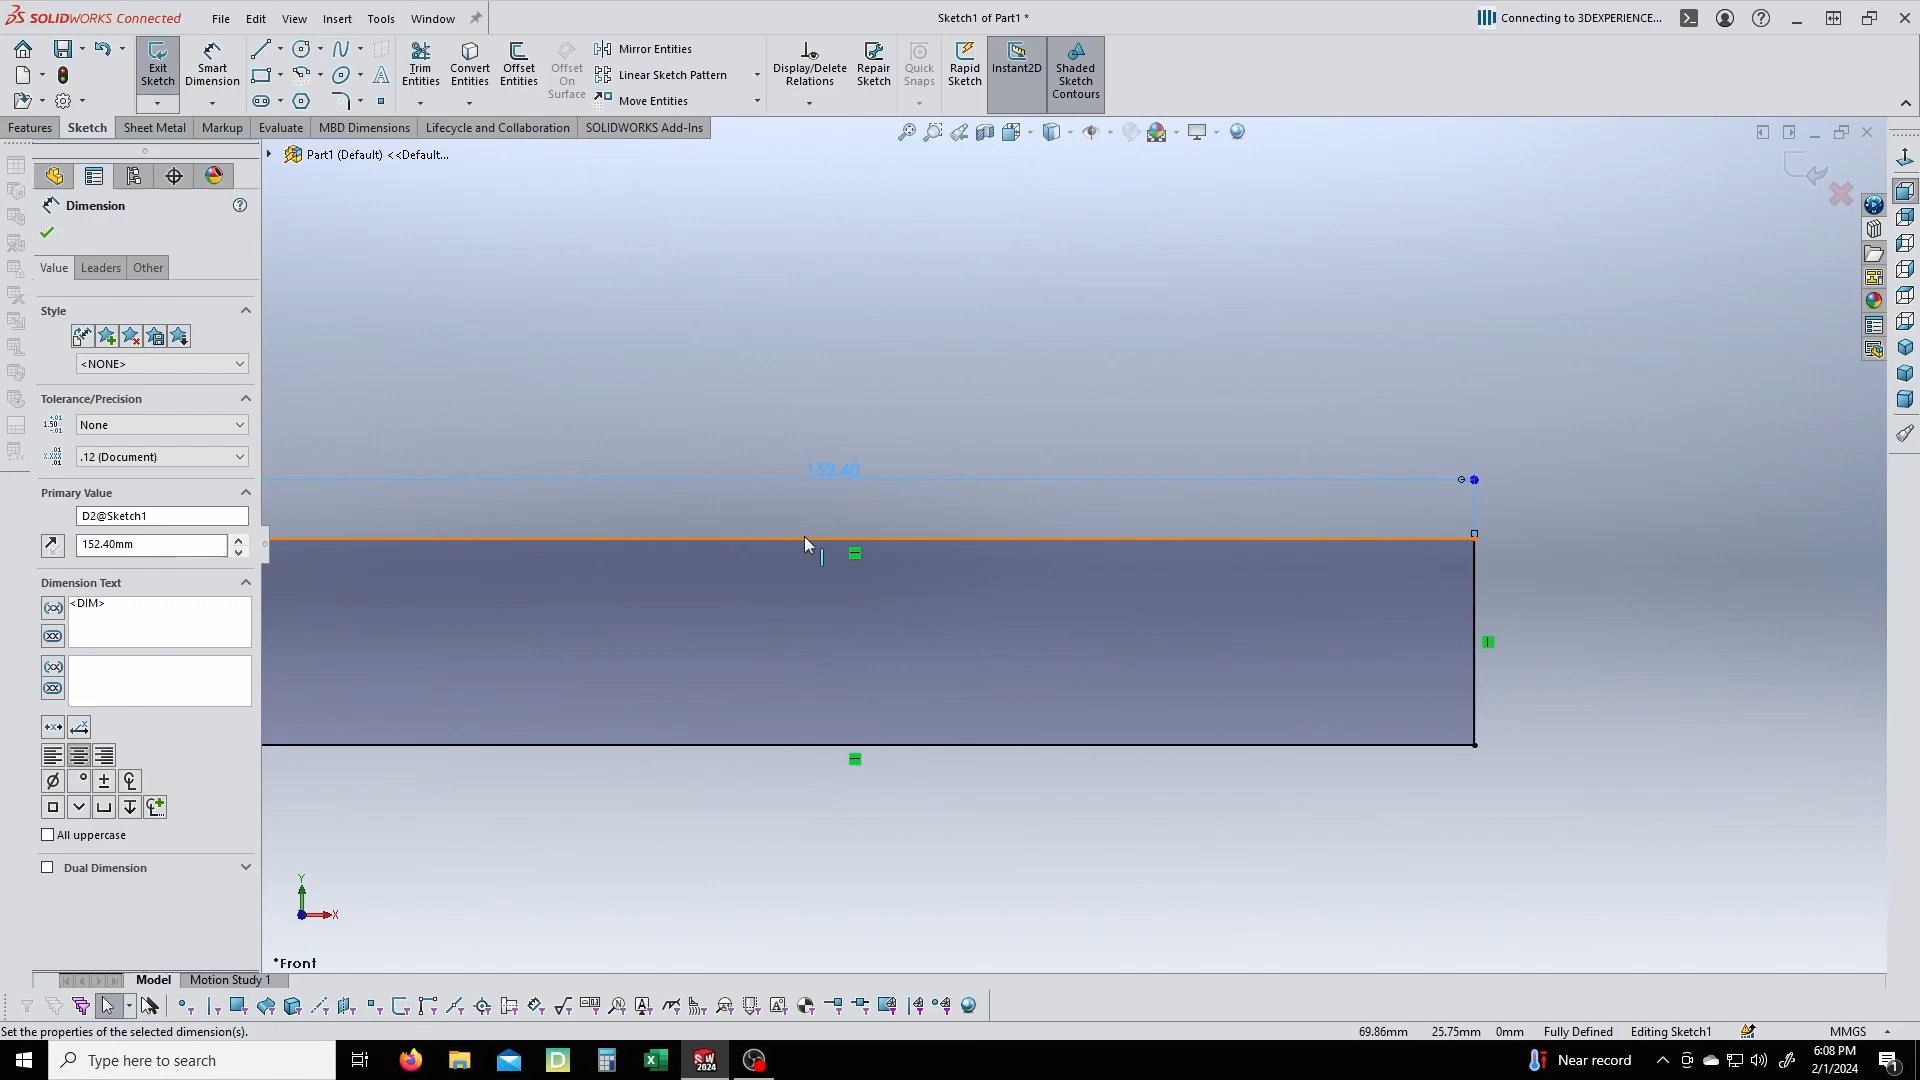 SOLIDWORKS Connected
File
Edit
View
Insert
Tools
Window
Sketch1 of Part1 *
Connecting to 3DEXPERIENCE...
Exit
Sketch
Smart
Dimension
Trim
Entities
Convert
Entities
Offset
Entities
Offset
On
Surface
Mirror Entities
Linear Sketch Pattern
Move Entities
Display/Delete
Relations
Repair
Sketch
Quick
Snaps
Rapid
Sketch
Instant2D
Shaded
Sketch
Contours
Features
Sketch
Sheet Metal
Markup
Evaluate
MBD Dimensions
Lifecycle and Collaboration
SOLIDWORKS Add-Ins
Part1 (Default) <<Default...
Dimension
Value
Leaders
Other
Style
<NONE>
Tolerance/Precision
None
.12 (Document)
Primary Value
D2@Sketch1
152.40mm
Dimension Text
<DIM>
All uppercase
Dual Dimension
152.40
Y
X
*Front
Model
Motion Study 1
Set the properties of the selected dimension(s).
69.86mm
25.75mm
0mm
Fully Defined
Editing Sketch1
MMGS
Type here to search
Near record
6:08 PM
2/1/2024